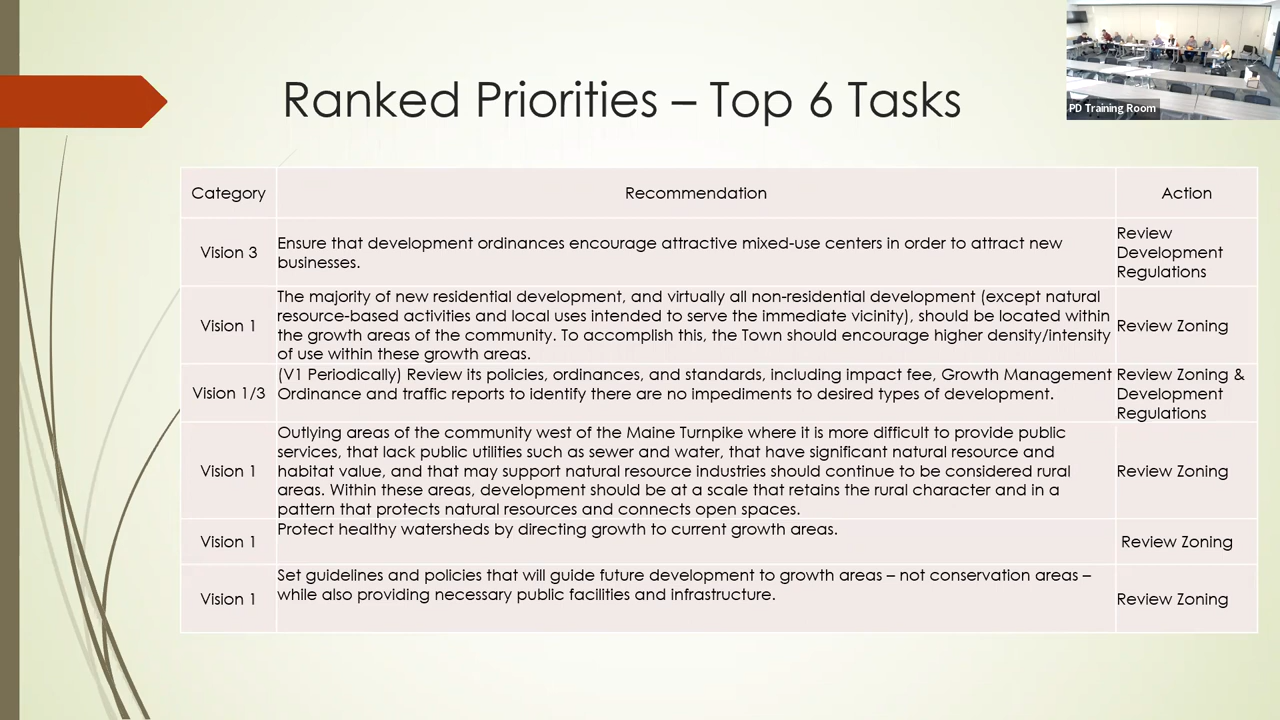 Ranked Priorities – Top 6 Tasks
PD Training Room
Category
Recommendation
Action
Vision 3
Ensure that development ordinances encourage attractive mixed-use centers in order to attract new
businesses.
Review
Development
Regulations
Vision 1
The majority of new residential development, and virtually all non-residential development (except natural
resource-based activities and local uses intended to serve the immediate vicinity), should be located within
the growth areas of the community. To accomplish this, the Town should encourage higher density/intensity
of use within these growth areas.
Review Zoning
Vision 1/3
(V1 Periodically) Review its policies, ordinances, and standards, including impact fee, Growth Management
Ordinance and traffic reports to identify there are no impediments to desired types of development.
Review Zoning &
Development
Regulations
Vision 1
Outlying areas of the community west of the Maine Turnpike where it is more difficult to provide public
services, that lack public utilities such as sewer and water, that have significant natural resource and
habitat value, and that may support natural resource industries should continue to be considered rural
areas. Within these areas, development should be at a scale that retains the rural character and in a
pattern that protects natural resources and connects open spaces.
Review Zoning
Vision 1
Protect healthy watersheds by directing growth to current growth areas.
Review Zoning
Vision 1
Set guidelines and policies that will guide future development to growth areas – not conservation areas –
while also providing necessary public facilities and infrastructure.
Review Zoning